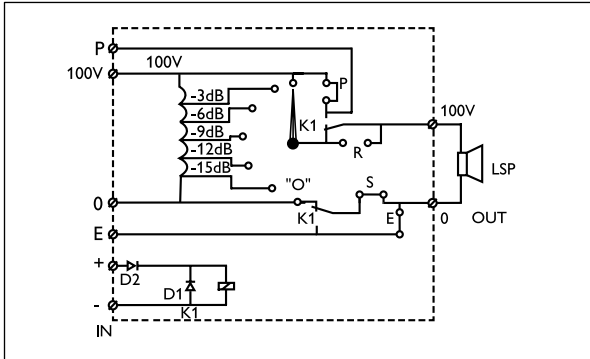 P
100V
100V
-3dB
-6dB
-9dB
-12dB
-15dB
P
K1
R
100V
LSP
0
"O"
K1
S
E
0
OUT
E
+
D2
D1
K1
-
IN